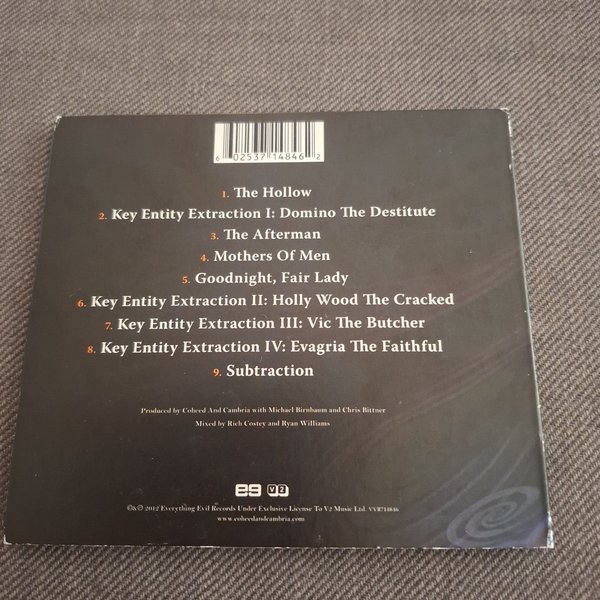 6 02537 14846 2
1. The Hollow
2. Key Entity Extraction I: Domino The Destitute
3. The Afterman
4. Mothers Of Men
5. Goodnight, Fair Lady
6. Key Entity Extraction II: Holly Wood The Cracked
7. Key Entity Extraction III: Vic The Butcher
8. Key Entity Extraction IV: Evagria The Faithful
9. Subtraction
Produced by Coheed And Cambria with Michael Birnbaum and Chris Bittner
Mixed by Rich Costey and Ryan Williams
V2
©&℗ 2012 Everything Evil Records Under Exclusive License To V2 Music Ltd. VVR714846
www.coheedandcambria.com